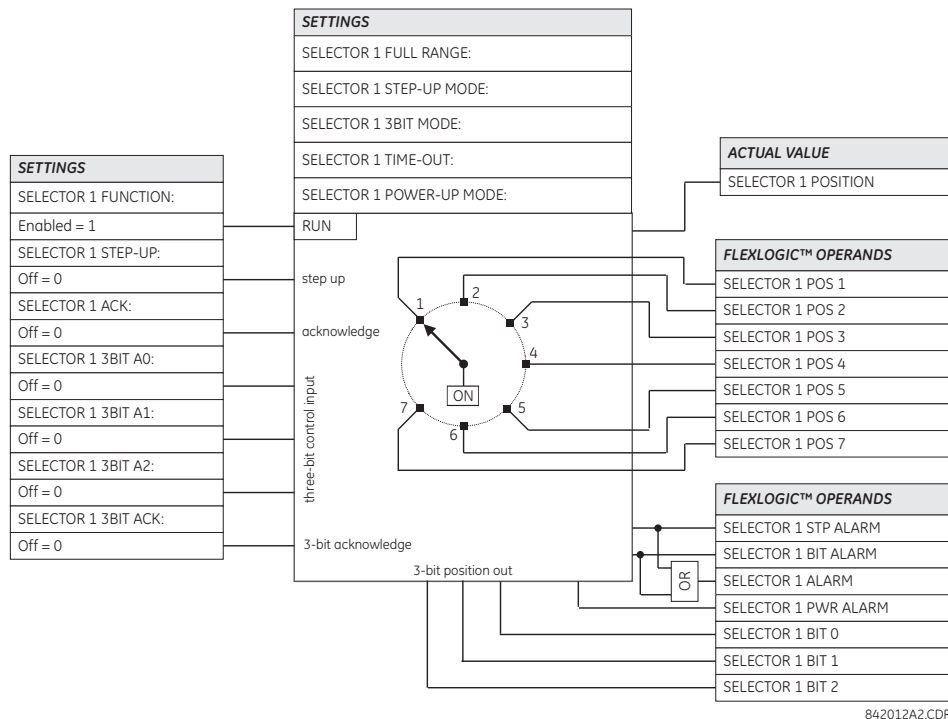 SETTINGS
SELECTOR 1 FULL RANGE:
SELECTOR 1 STEP-UP MODE:
SELECTOR 1 3BIT MODE:
SELECTOR 1 TIME-OUT:
SELECTOR 1 POWER-UP MODE:
SETTINGS
SELECTOR 1 FUNCTION:
Enabled = 1
SELECTOR 1 STEP-UP:
Off = 0
SELECTOR 1 ACK:
Off = 0
SELECTOR 1 3BIT A0:
Off = 0
SELECTOR 1 3BIT A1:
Off = 0
SELECTOR 1 3BIT A2:
Off = 0
SELECTOR 1 3BIT ACK:
Off = 0
RUN
step up
acknowledge
three-bit control input
3-bit acknowledge
3-bit position out
1
2
3
4
5
6
7
ON
ACTUAL VALUE
SELECTOR 1 POSITION
FLEXLOGIC™ OPERANDS
SELECTOR 1 POS 1
SELECTOR 1 POS 2
SELECTOR 1 POS 3
SELECTOR 1 POS 4
SELECTOR 1 POS 5
SELECTOR 1 POS 6
SELECTOR 1 POS 7
FLEXLOGIC™ OPERANDS
SELECTOR 1 STP ALARM
SELECTOR 1 BIT ALARM
OR
SELECTOR 1 ALARM
SELECTOR 1 PWR ALARM
SELECTOR 1 BIT 0
SELECTOR 1 BIT 1
SELECTOR 1 BIT 2
842012A2.CDR